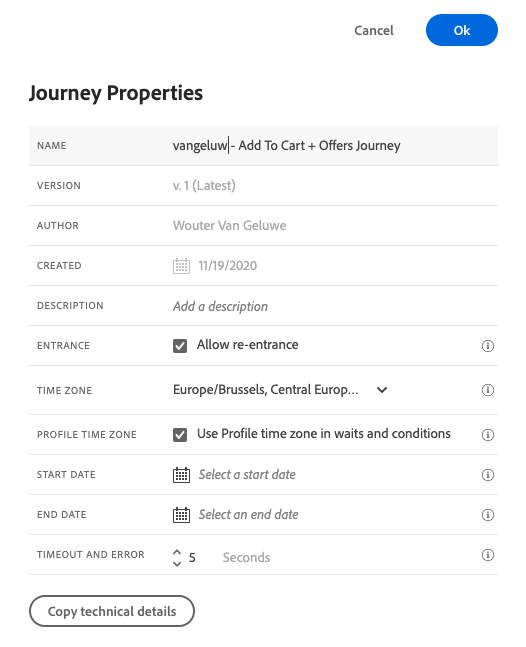 Cancel Ok
Journey Properties
NAME vangeluw - Add To Cart + Offers Journey
VERSION v. 1 (Latest)
AUTHOR Wouter Van Geluwe
CREATED 11/19/2020
DESCRIPTION Add a description
ENTRANCE Allow re-entrance
TIME ZONE Europe/Brussels, Central Europ...
PROFILE TIME ZONE Use Profile time zone in waits and conditions
START DATE Select a start date
END DATE Select an end date
TIMEOUT AND ERROR 5 Seconds
Copy technical details